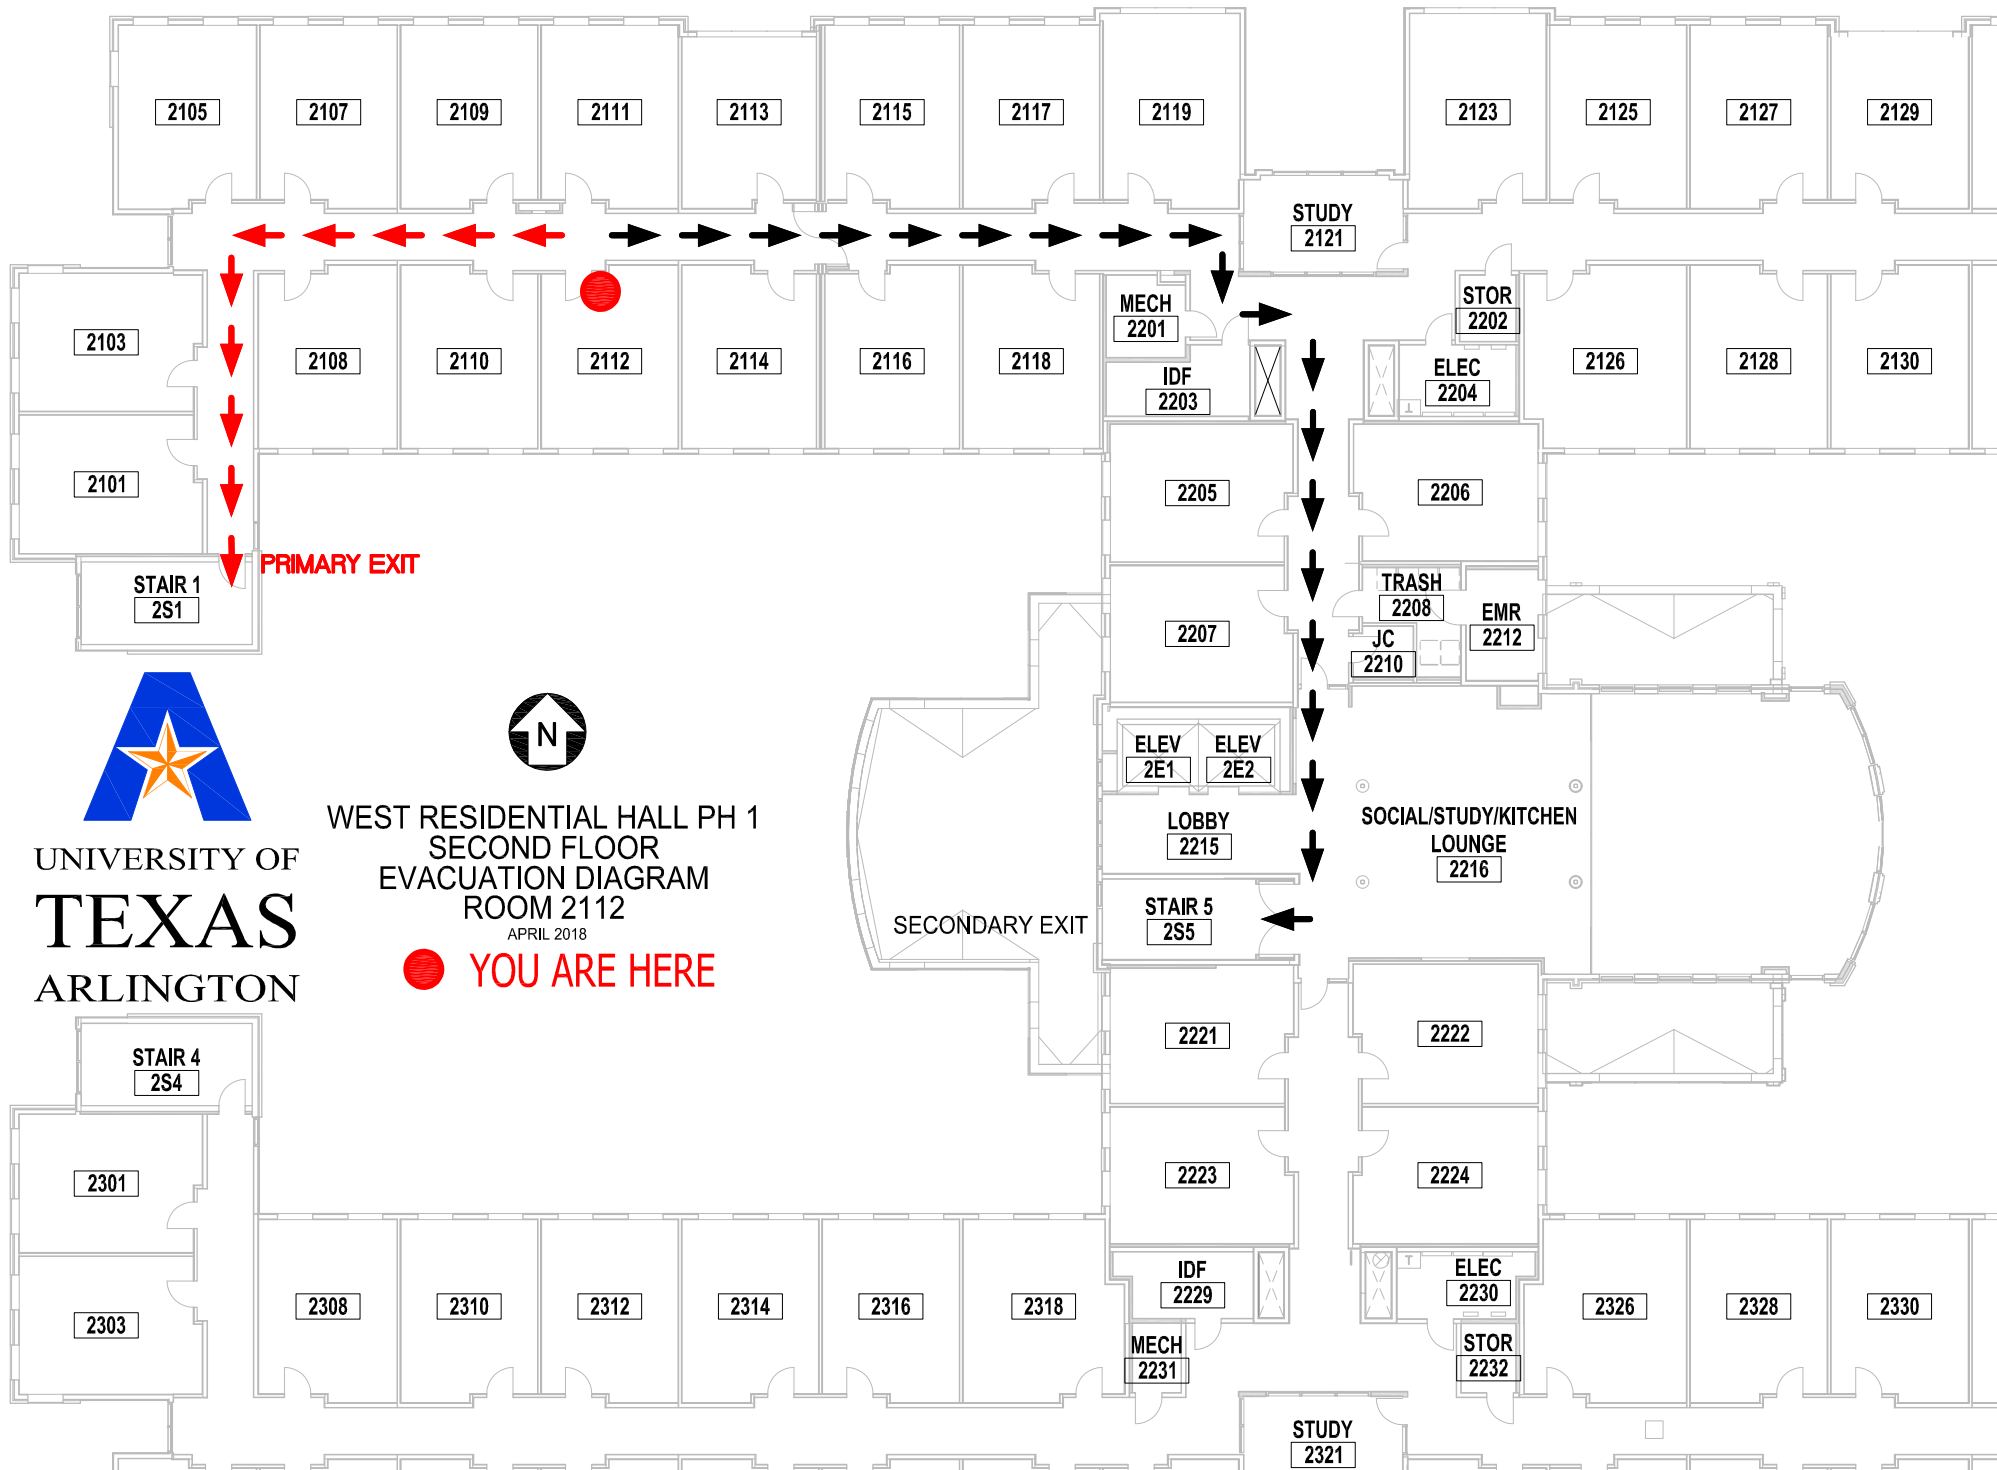 2105
2107
2109
2111
2113
2115
2117
2119
2123
2125
2127
2129
STUDY
2121
MECH
2201
STOR
2202
2103
2108
2110
2112
2114
2116
2118
IDF
2203
ELEC
2204
2126
2128
2130
2101
2205
2206
PRIMARY EXIT
STAIR 1
2S1
2207
TRASH
2208
EMR
2212
JC
2210
N
ELEV
2E1
ELEV
2E2
UNIVERSITY OF
TEXAS
ARLINGTON
WEST RESIDENTIAL HALL PH 1
SECOND FLOOR
EVACUATION DIAGRAM
ROOM 2112
APRIL 2018
YOU ARE HERE
LOBBY
2215
SOCIAL/STUDY/KITCHEN
LOUNGE
2216
SECONDARY EXIT
STAIR 5
2S5
STAIR 4
2S4
2221
2222
2301
2223
2224
IDF
2229
T
ELEC
2230
2303
2308
2310
2312
2314
2316
2318
2326
2328
2330
MECH
2231
STOR
2232
STUDY
2321